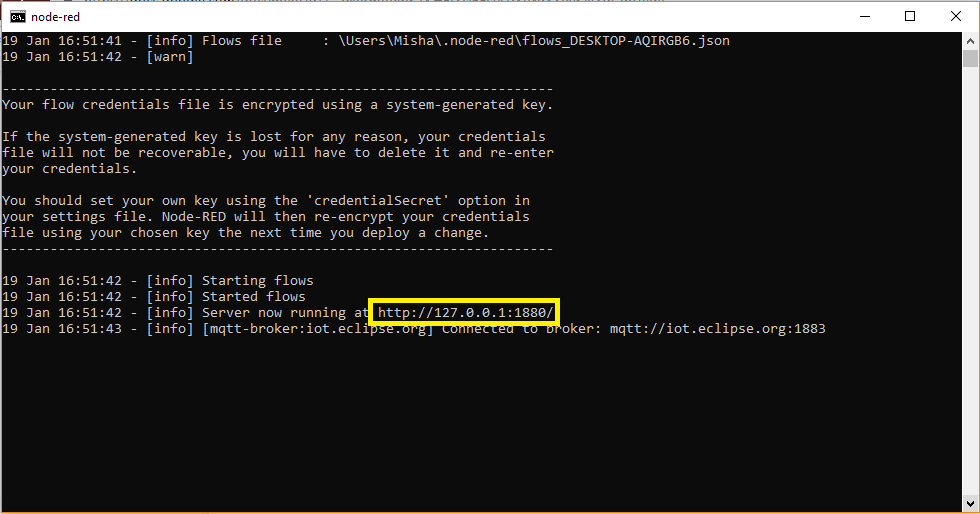 node-red
19 Jan 16:51:41 - [info] Flows file     : \Users\Misha\.node-red\flows_DESKTOP-AQIRGB6.json
19 Jan 16:51:42 - [warn]
---------------------------------------------------------------------
Your flow credentials file is encrypted using a system-generated key.
If the system-generated key is lost for any reason, your credentials
file will not be recoverable, you will have to delete it and re-enter
your credentials.
You should set your own key using the 'credentialSecret' option in
your settings file. Node-RED will then re-encrypt your credentials
file using your chosen key the next time you deploy a change.
---------------------------------------------------------------------
19 Jan 16:51:42 - [info] Starting flows
19 Jan 16:51:42 - [info] Started flows
19 Jan 16:51:42 - [info] Server now running at http://127.0.0.1:1880/
19 Jan 16:51:43 - [info] [mqtt-broker:iot.eclipse.org] Connected to broker: mqtt://iot.eclipse.org:1883